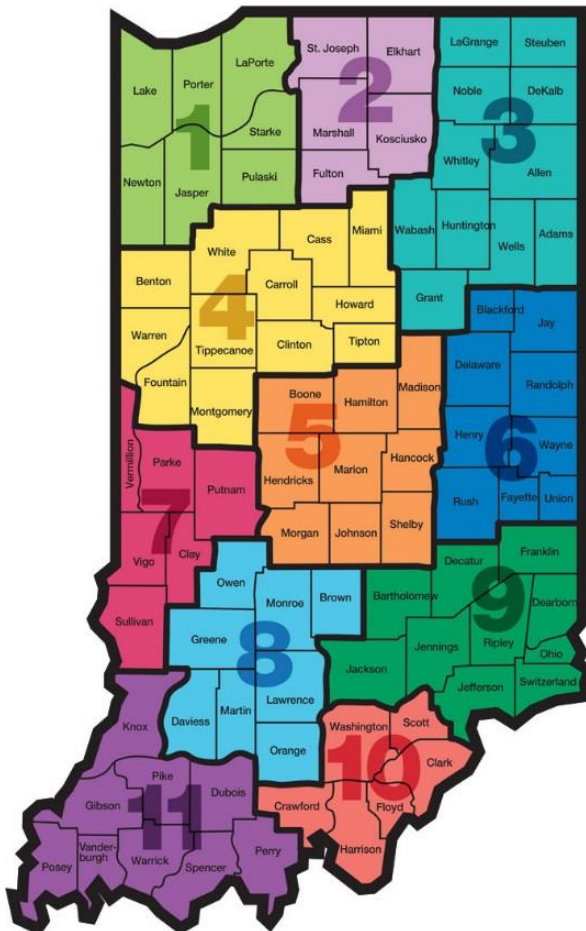 St. Joseph
Elkhart
LaGrange
Steuben
LaPorte
Lake
Porter
2
Noble
DeKalb
1
Starke
Marshall
Kosciusko
3
Whitley
Allen
Newton
Jasper
Pulaski
Fulton
Wabash
Huntington
Wells
Adams
White
Cass
Miami
Benton
Carroll
4
Howard
Grant
Blackford
Jay
Warren
Tippecanoe
Clinton
Tipton
Delaware
Randolph
Fountain
Montgomery
Boone
Hamilton
Madison
5
Henry
6
Wayne
Vermillion
Parke
Putnam
Hendricks
Marion
Hancock
Rush
Fayette
Union
7
Morgan
Johnson
Shelby
Vigo
Clay
Owen
Monroe
Brown
Decatur
Franklin
Bartholomew
9
Dearborn
Sullivan
Greene
8
Jennings
Ripley
Ohio
Jackson
Jefferson
Switzerland
Knox
Daviess
Martin
Lawrence
Orange
Washington
Scott
10
Clark
Pike
Dubois
Gibson
11
Crawford
Floyd
Harrison
Posey
Vander-
burgh
Warrick
Spencer
Perry